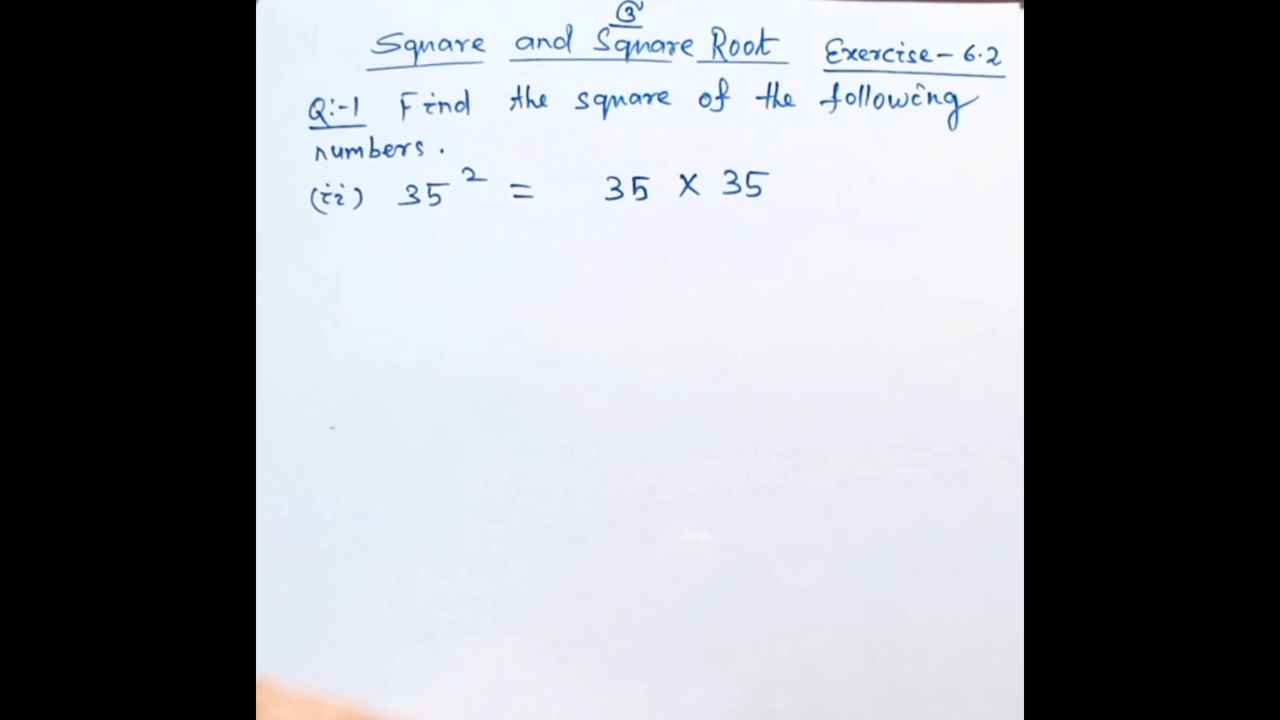 ③
Square and Square Root Exercise - 6.2
Q:-1 Find the square of the following
numbers.
(ii) 35² = 35 × 35